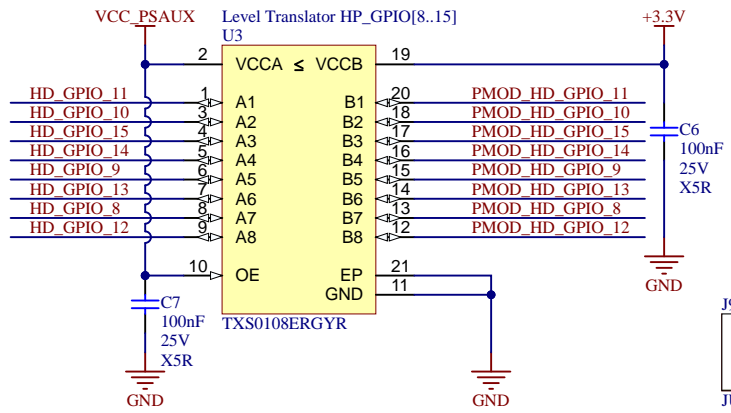 VCC_PSAUX Level Translator HP_GPIO[8..15] +3.3V
U3
2 VCCA ≤ VCCB 19
HD_GPIO_11 1 A1 B1 20 PMOD_HD_GPIO_11
HD_GPIO_10 3 A2 B2 18 PMOD_HD_GPIO_10
HD_GPIO_15 4 A3 B3 17 PMOD_HD_GPIO_15
HD_GPIO_14 5 A4 B4 16 PMOD_HD_GPIO_14
HD_GPIO_9 6 A5 B5 15 PMOD_HD_GPIO_9
HD_GPIO_13 7 A6 B6 14 PMOD_HD_GPIO_13
HD_GPIO_8 8 A7 B7 13 PMOD_HD_GPIO_8
HD_GPIO_12 9 A8 B8 12 PMOD_HD_GPIO_12
C6
100nF
25V
X5R
10 OE EP 21
GND 11
GND
C7
100nF
25V
X5R
TXS0108ERGYR
GND
GND